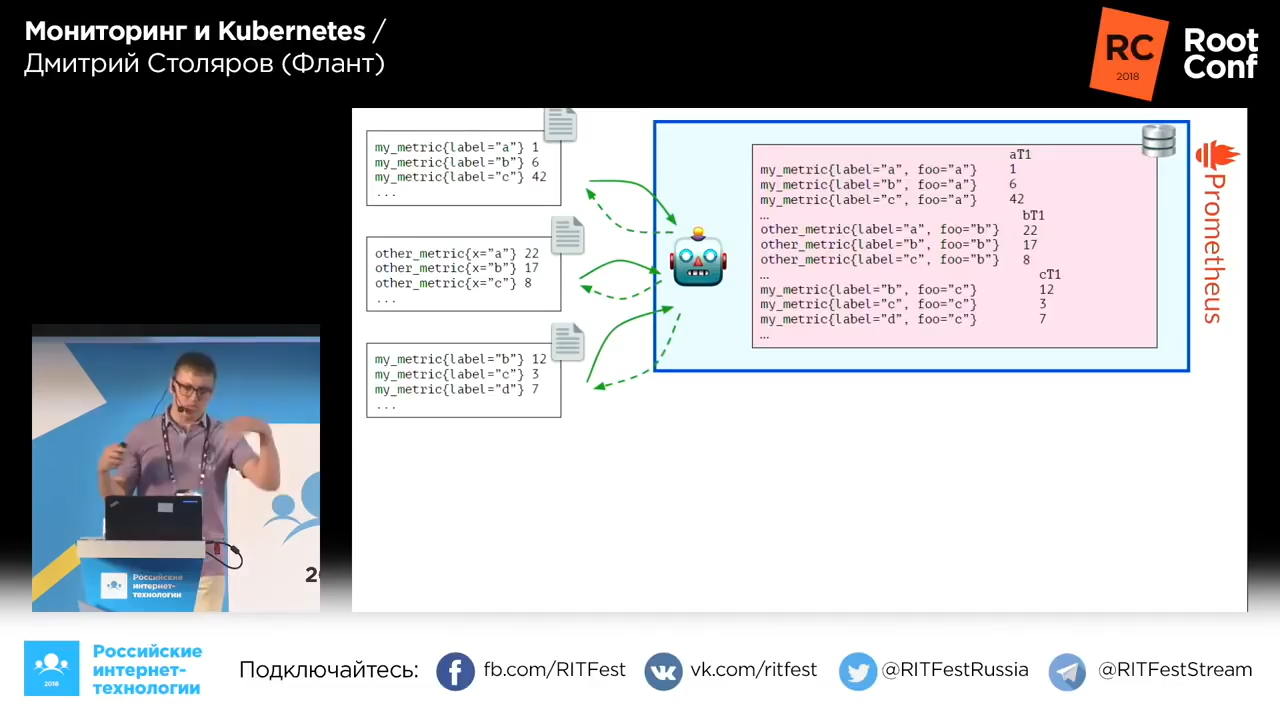 Мониторинг и Kubernetes /
Дмитрий Столяров (Флант)
RC
2018
Root
Conf
my_metric{label="a"} 1
my_metric{label="b"} 6
my_metric{label="c"} 42
...
other_metric{x="a"} 22
other_metric{x="b"} 17
other_metric{x="c"} 8
...
my_metric{label="b"} 12
my_metric{label="c"} 3
my_metric{label="d"} 7
...
aT1
my_metric{label="a", foo="a"} 1
my_metric{label="b", foo="a"} 6
my_metric{label="c", foo="a"} 42
...
bT1
other_metric{label="a", foo="b"} 22
other_metric{label="b", foo="b"} 17
other_metric{label="c", foo="b"} 8
...
cT1
my_metric{label="b", foo="c"} 12
my_metric{label="c", foo="c"} 3
my_metric{label="d", foo="c"} 7
...
Prometheus
Российские
интернет-
технологии
2018
Российские
интернет-
технологии
Подключайтесь:
fb.com/RITFest
vk.com/ritfest
@RITFestRussia
@RITFestStream